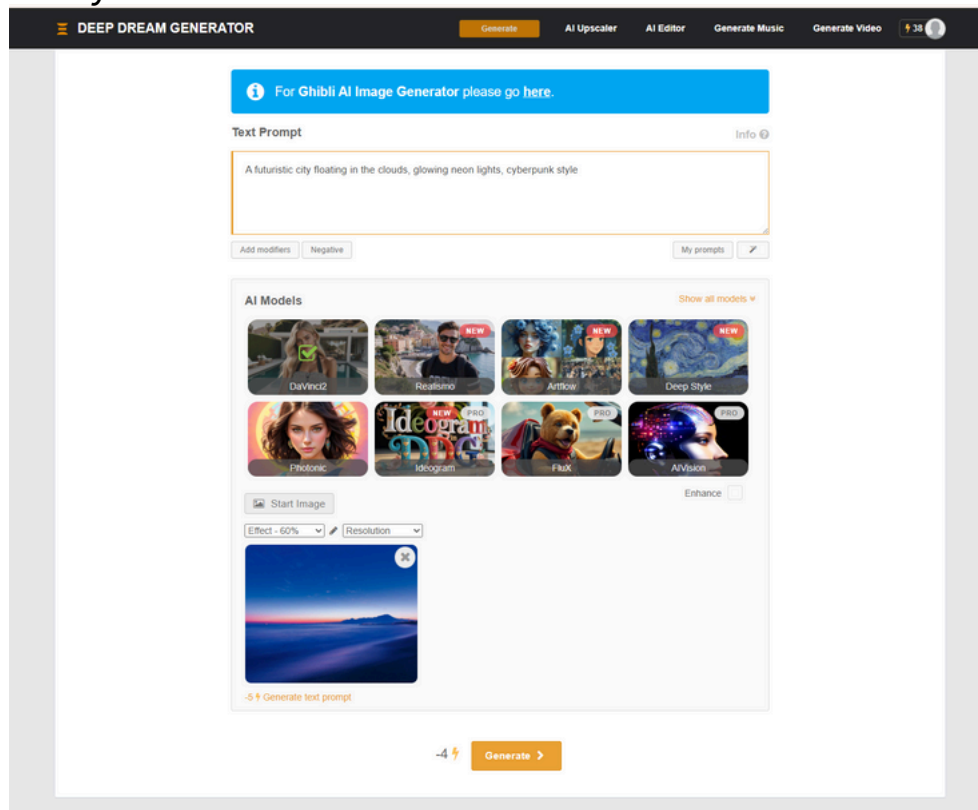 DEEP DREAM GENERATOR
Generate
AI Upscaler
AI Editor
Generate Music
Generate Video
38
For Ghibli AI Image Generator please go here.
Text Prompt
Info
A futuristic city floating in the clouds, glowing neon lights, cyberpunk style
Add modifiers
Negative
My prompts
AI Models
Show all models
NEW
NEW
NEW
DaVinci2
Realismo
Artflow
Deep Style
NEW
PRO
PRO
PRO
Ideogram
DDG
Photonic
Ideogram
FluX
AIVision
Start Image
Enhance
Effect - 60%
Resolution
-5 Generate text prompt
-4
Generate